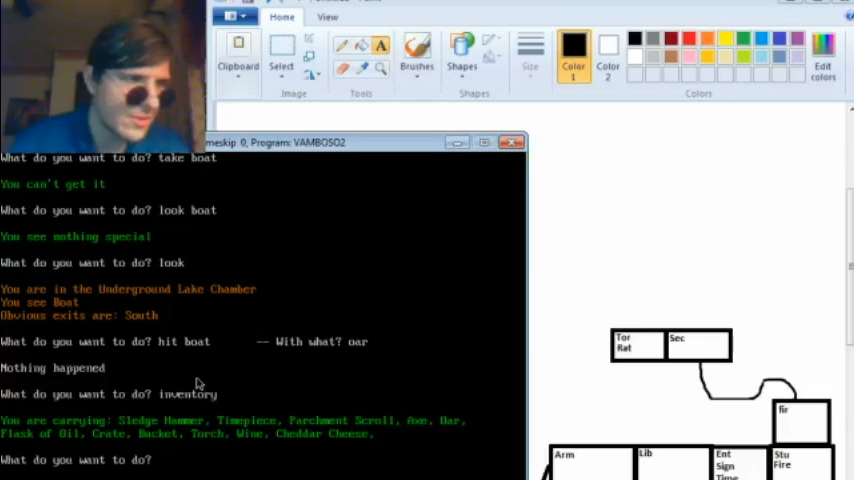 Home
View
Clipboard
Select
Image
Tools
Brushes
Shapes
Shapes
Size
Color
1
Color
2
Edit
colors
Colors
meskip 0, Program: VAMBOSO2
What do you want to do? take boat
You can't get it
What do you want to do? look boat
You see nothing special
What do you want to do? look
You are in the Underground Lake Chamber
You see Boat
Obvious exits are: South
What do you want to do? hit boat -- With what? oar
Nothing happened
What do you want to do? inventory
You are carrying: Sledge Hammer, Timepiece, Parchment Scroll, Axe, Oar,
Flask of Oil, Crate, Bucket, Torch, Wine, Cheddar Cheese,
What do you want to do?
Tor
Rat
Sec
fir
Arm
Lib
Ent
Sign
Time
Stu
Fire